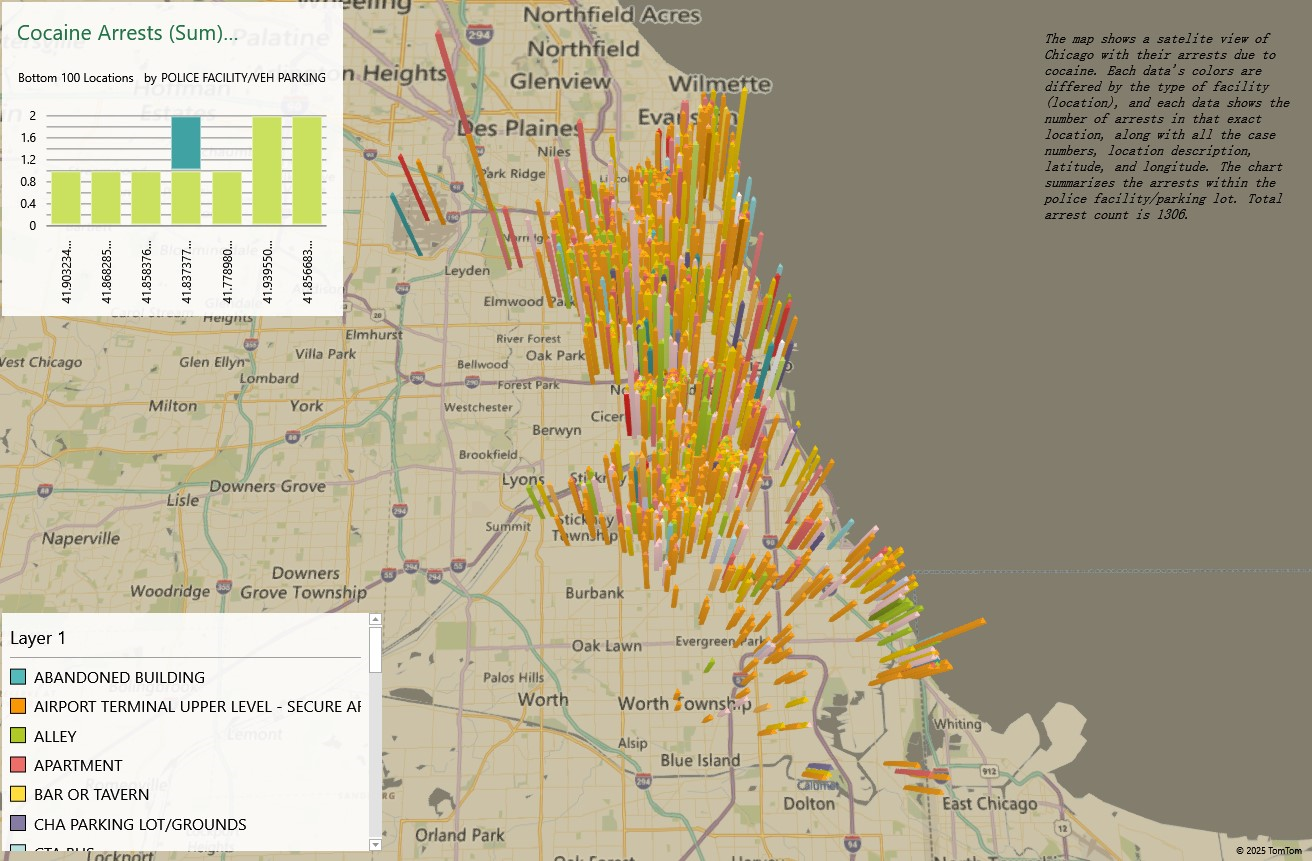 Cocaine Arrests (Sum)...
Bottom 100 Locations by POLICE FACILITY/VEH PARKING
2
1.6
1.2
0.8
0.4
0
41.903234...
41.868285...
41.858376...
41.837377...
41.778980...
41.939550...
41.856683...
The map shows a satelite view of
Chicago with their arrests due to
cocaine. Each data's colors are
differed by the type of facility
(location), and each data shows the
number of arrests in that exact
location, along with all the case
numbers, location description,
latitude, and longitude. The chart
summarizes the arrests within the
police facility/parking lot. Total
arrest count is 1306.
Northfield Acres
294
Northfield
Glenview
Wilmette
Des Plaines
Niles
Park Ridge
Leyden
Elmwood Park
Elmhurst
River Forest
Oak Park
Villa Park
Bellwood
Glen Ellyn
West Chicago
Lombard
Forest Park
Milton
York
Westchester
Berwyn
Brookfield
Lyons
Downers Grove
Lisle
Summit
Stickney
Township
Naperville
Downers
Grove Township
Woodridge
Burbank
Oak Lawn
Evergreen Park
Palos Hills
Worth
Worth Township
Alsip
Blue Island
Whiting
Calumet
Dolton
East Chicago
912
12
Orland Park
94
Layer 1
ABANDONED BUILDING
AIRPORT TERMINAL UPPER LEVEL - SECURE AR
ALLEY
APARTMENT
BAR OR TAVERN
CHA PARKING LOT/GROUNDS
CTA BUS
Lockport
© 2025 TomTom